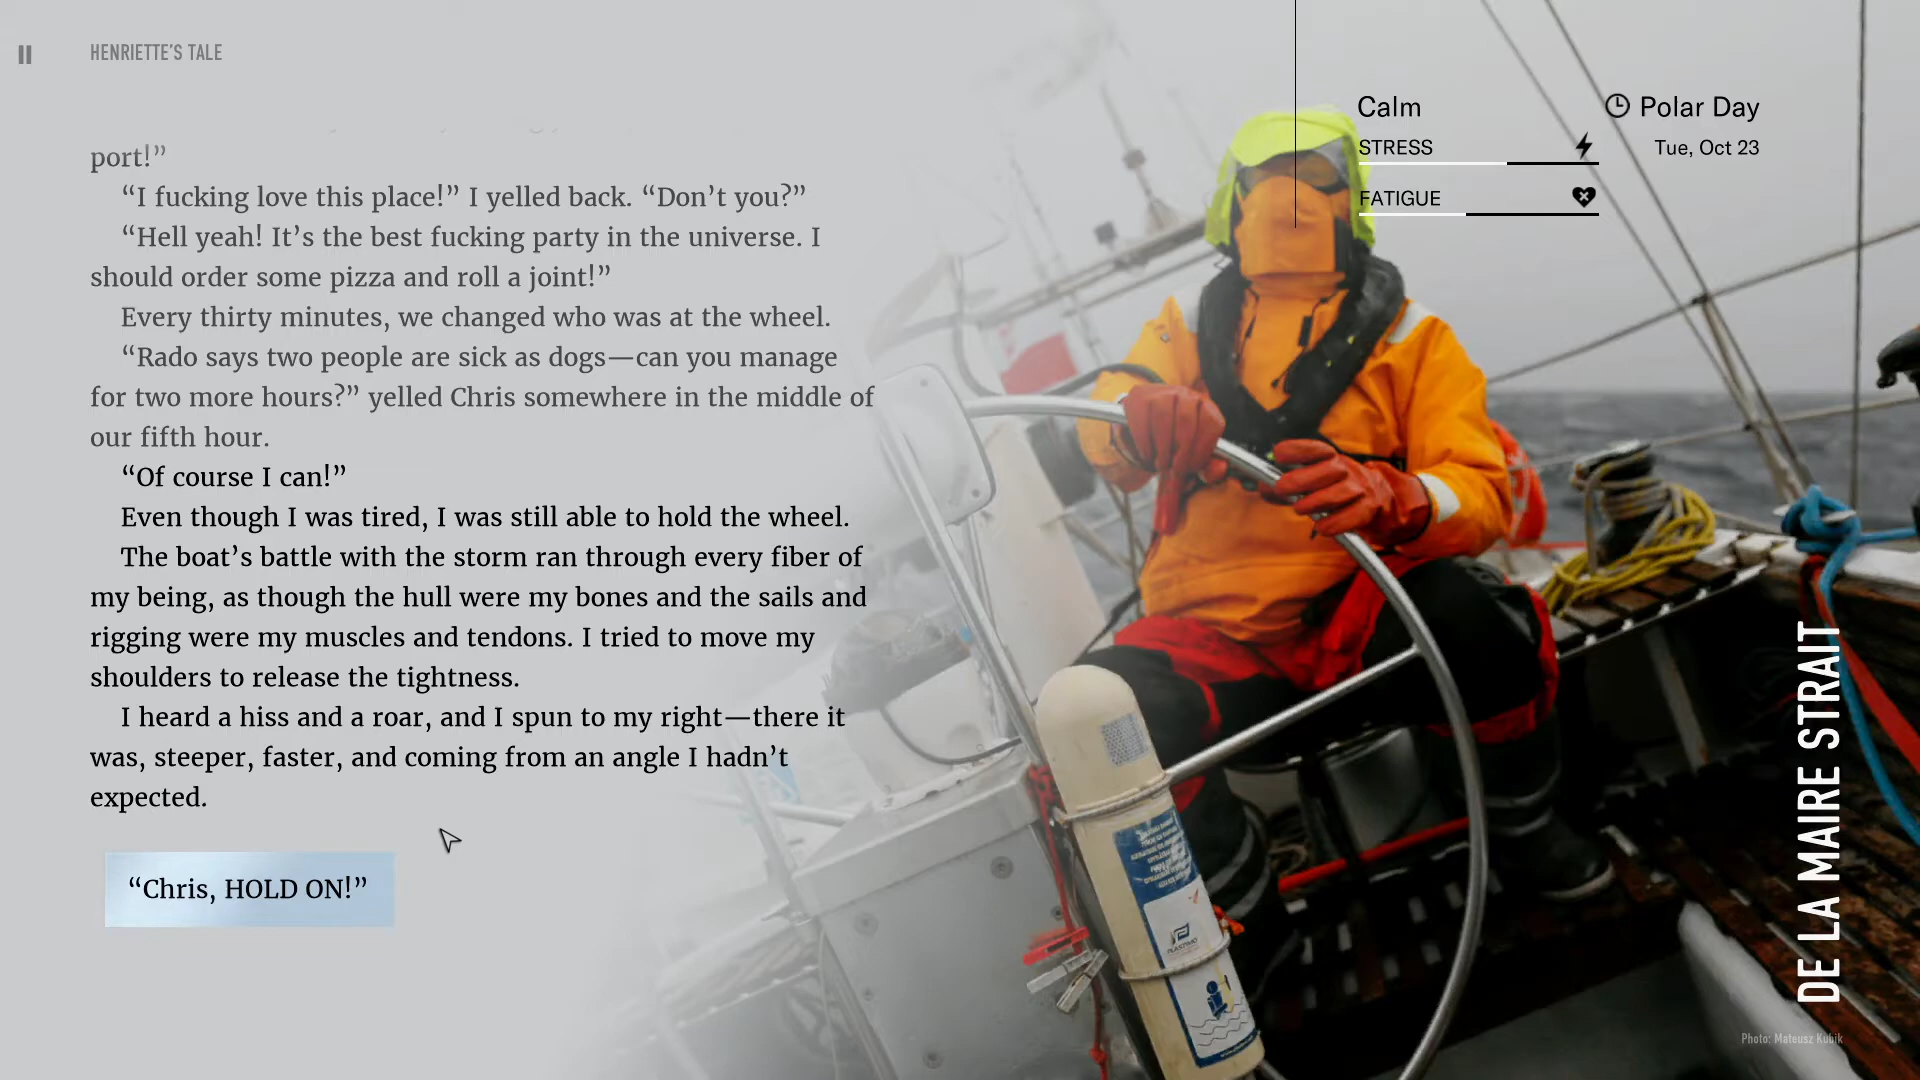 HENRIETTE'S TALE
port!”
“I fucking love this place!” I yelled back. “Don’t you?”
“Hell yeah! It’s the best fucking party in the universe. I
should order some pizza and roll a joint!”
Every thirty minutes, we changed who was at the wheel.
“Rado says two people are sick as dogs—can you manage
for two more hours?” yelled Chris somewhere in the middle of
our fifth hour.
“Of course I can!”
Even though I was tired, I was still able to hold the wheel.
The boat’s battle with the storm ran through every fiber of
my being, as though the hull were my bones and the sails and
rigging were my muscles and tendons. I tried to move my
shoulders to release the tightness.
I heard a hiss and a roar, and I spun to my right—there it
was, steeper, faster, and coming from an angle I hadn’t
expected.
“Chris, HOLD ON!”
Calm
Polar Day
STRESS
Tue, Oct 23
FATIGUE
DE LA MAIRE STRAIT
PLASTIMO
Photo: Mateusz Kubik